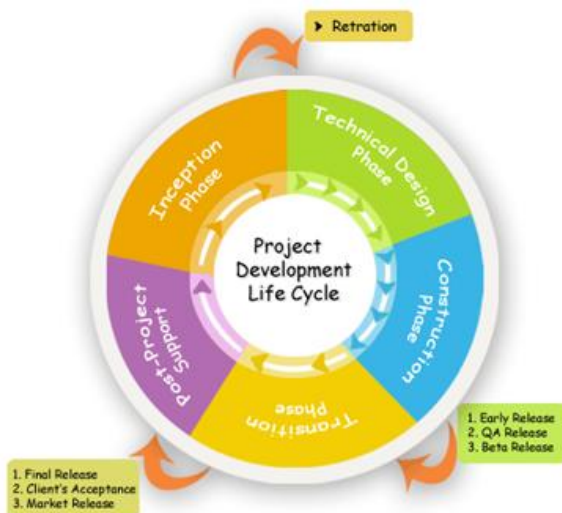 ➤ Retration
Inception
Phase
Technical Design
Phase
Construction
Phase
Transition
Phase
Post-Project
Support
Project
Development
Life Cycle
1. Early Release
2. QA Release
3. Beta Release
1. Final Release
2. Client's Acceptance
3. Market Release